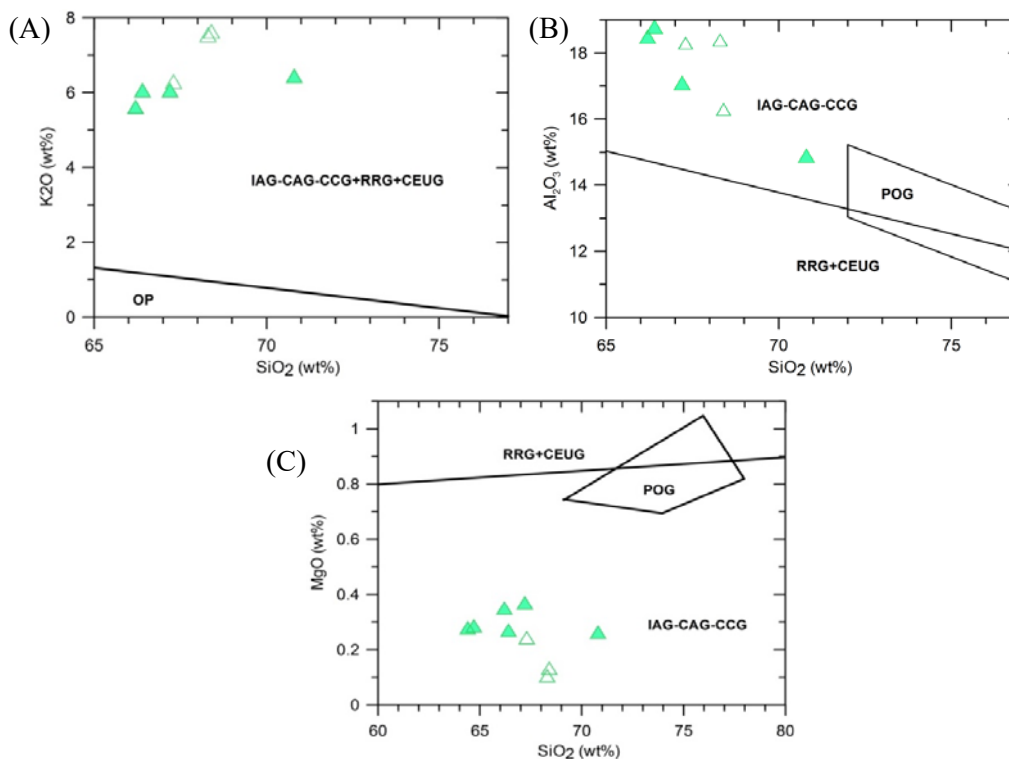 (A)
8
6
4
2
0
K2O (wt%)
IAG-CAG-CCG+RRG+CEUG
OP
65
70
75
SiO2 (wt%)
(B)
18
16
14
12
10
Al2O3 (wt%)
IAG-CAG-CCG
POG
RRG+CEUG
65
70
75
SiO2 (wt%)
(C)
1
0.8
0.6
0.4
0.2
0
MgO (wt%)
RRG+CEUG
POG
IAG-CAG-CCG
60
65
70
75
80
SiO2 (wt%)